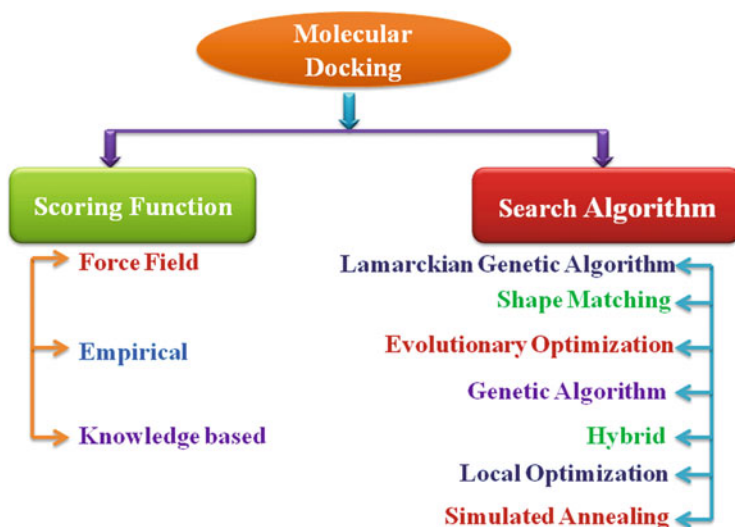 Molecular
Docking
Scoring Function
Search Algorithm
Force Field
Empirical
Knowledge based
Lamarckian Genetic Algorithm
Shape Matching
Evolutionary Optimization
Genetic Algorithm
Hybrid
Local Optimization
Simulated Annealing